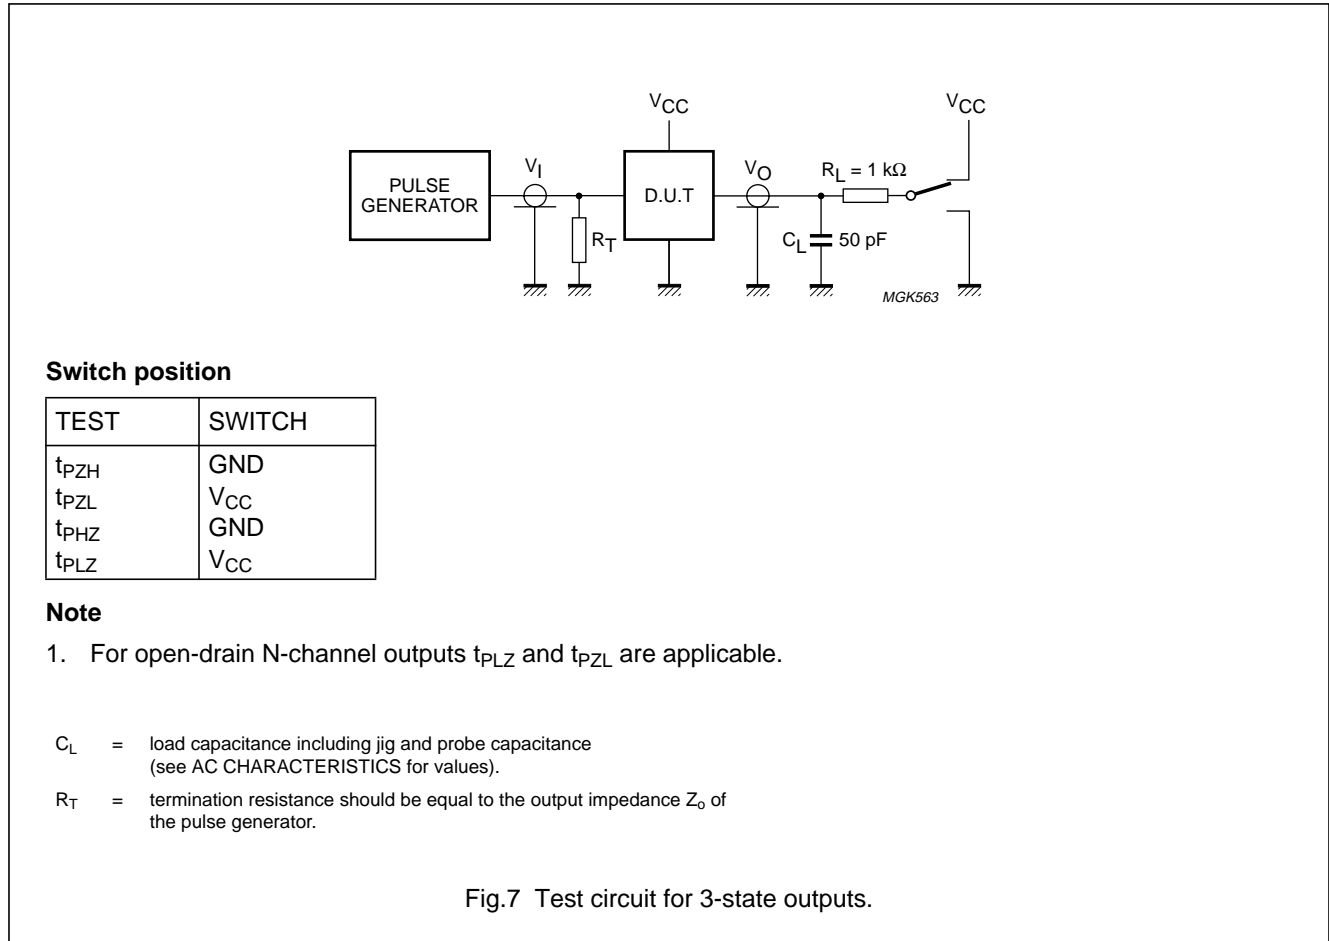 VCC VCC
PULSE
GENERATOR
VI
RT
D.U.T
VO
RL = 1 kΩ
CL 50 pF
MGK563
Switch position
TEST SWITCH
tPZH GND
tPZL VCC
tPHZ GND
tPLZ VCC
Note
1. For open-drain N-channel outputs tPLZ and tPZL are applicable.
CL = load capacitance including jig and probe capacitance
(see AC CHARACTERISTICS for values).
RT = termination resistance should be equal to the output impedance Zo of
the pulse generator.
Fig.7 Test circuit for 3-state outputs.